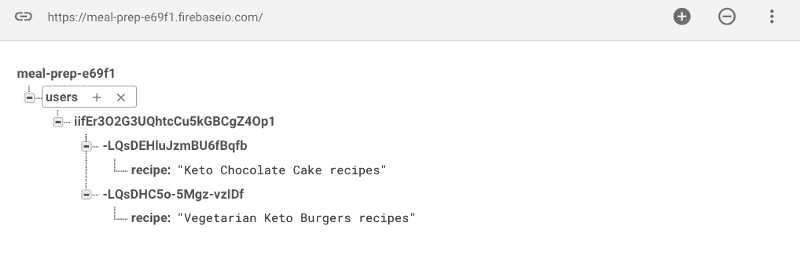 https://meal-prep-e69f1.firebaseio.com/
meal-prep-e69f1
users
iifEr3O2G3UQhtcCu5kGBCgZ4Op1
-LQsDEHluJzmBU6fBqfb
recipe: "Keto Chocolate Cake recipes"
-LQsDHC5o-5Mgz-vzlDf
recipe: "Vegetarian Keto Burgers recipes"